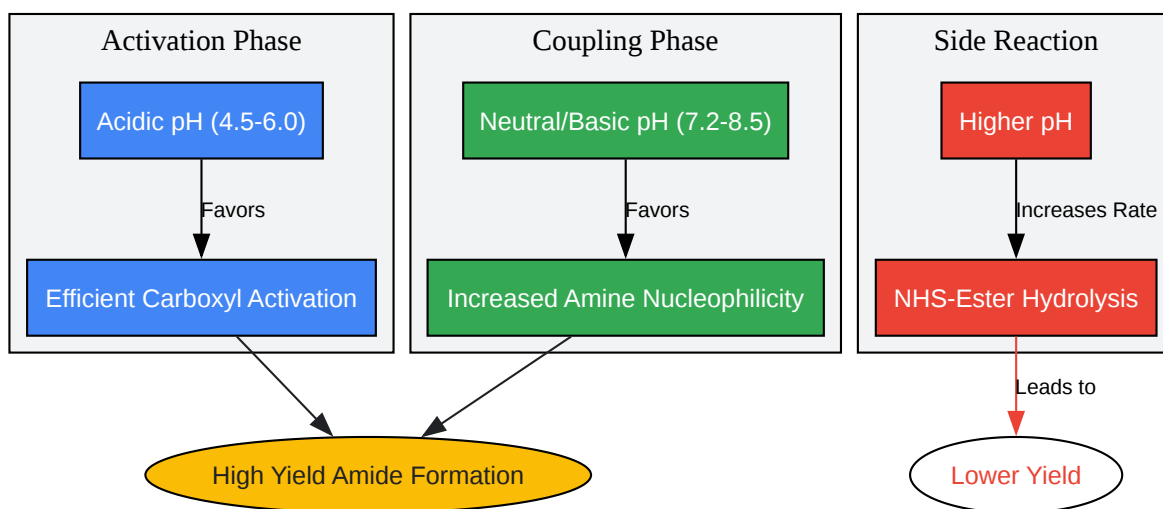 Activation Phase
Acidic pH (4.5-6.0)
Favors
Efficient Carboxyl Activation
Coupling Phase
Neutral/Basic pH (7.2-8.5)
Favors
Increased Amine Nucleophilicity
High Yield Amide Formation
Side Reaction
Higher pH
Increases Rate
NHS-Ester Hydrolysis
Leads to
Lower Yield